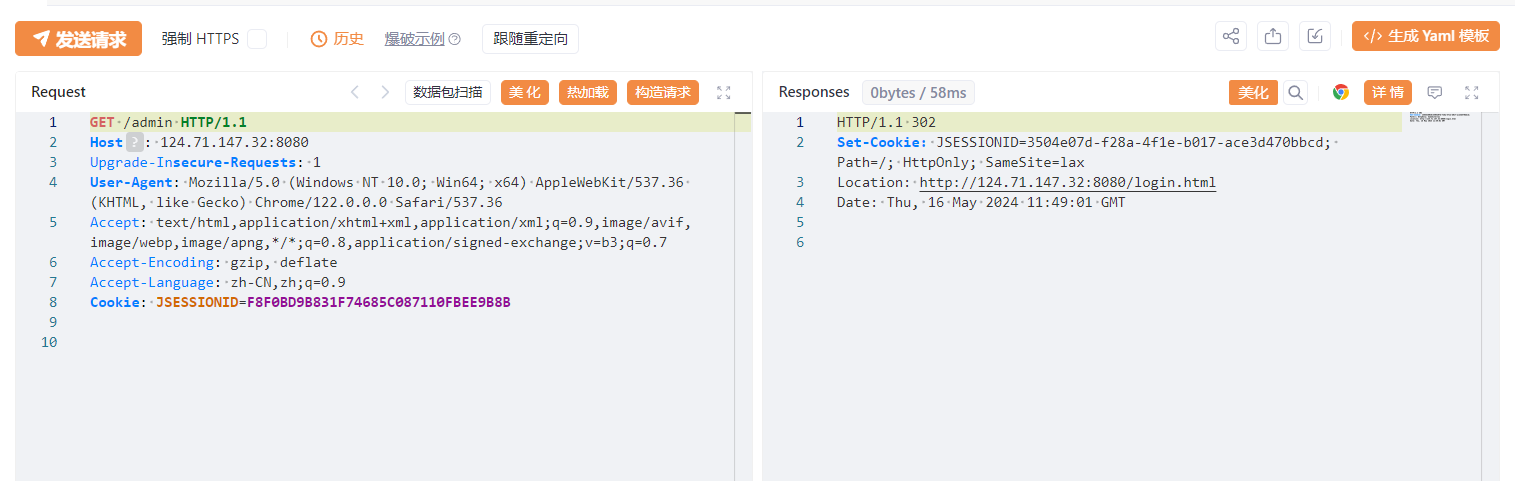 发送请求 强制 HTTPS 历史 爆破示例 跟随重定向 </> 生成 Yaml 模板
Request 数据包扫描 美化 热加载 构造请求
1 GET /admin HTTP/1.1
2 Host ? : 124.71.147.32:8080
3 Upgrade-Insecure-Requests: 1
4 User-Agent: Mozilla/5.0 (Windows NT 10.0; Win64; x64) AppleWebKit/537.36
(KHTML, like Gecko) Chrome/122.0.0.0 Safari/537.36
5 Accept: text/html,application/xhtml+xml,application/xml;q=0.9,image/avif,
image/webp,image/apng,*/*;q=0.8,application/signed-exchange;v=b3;q=0.7
6 Accept-Encoding: gzip, deflate
7 Accept-Language: zh-CN,zh;q=0.9
8 Cookie: JSESSIONID=F8F0BD9B831F74685C087110FBEE9B8B
9
10
Responses 0bytes / 58ms 美化 详情
1 HTTP/1.1 302
2 Set-Cookie: JSESSIONID=3504e07d-f28a-4f1e-b017-ace3d470bbcd;
Path=/; HttpOnly; SameSite=lax
3 Location: http://124.71.147.32:8080/login.html
4 Date: Thu, 16 May 2024 11:49:01 GMT
5
6